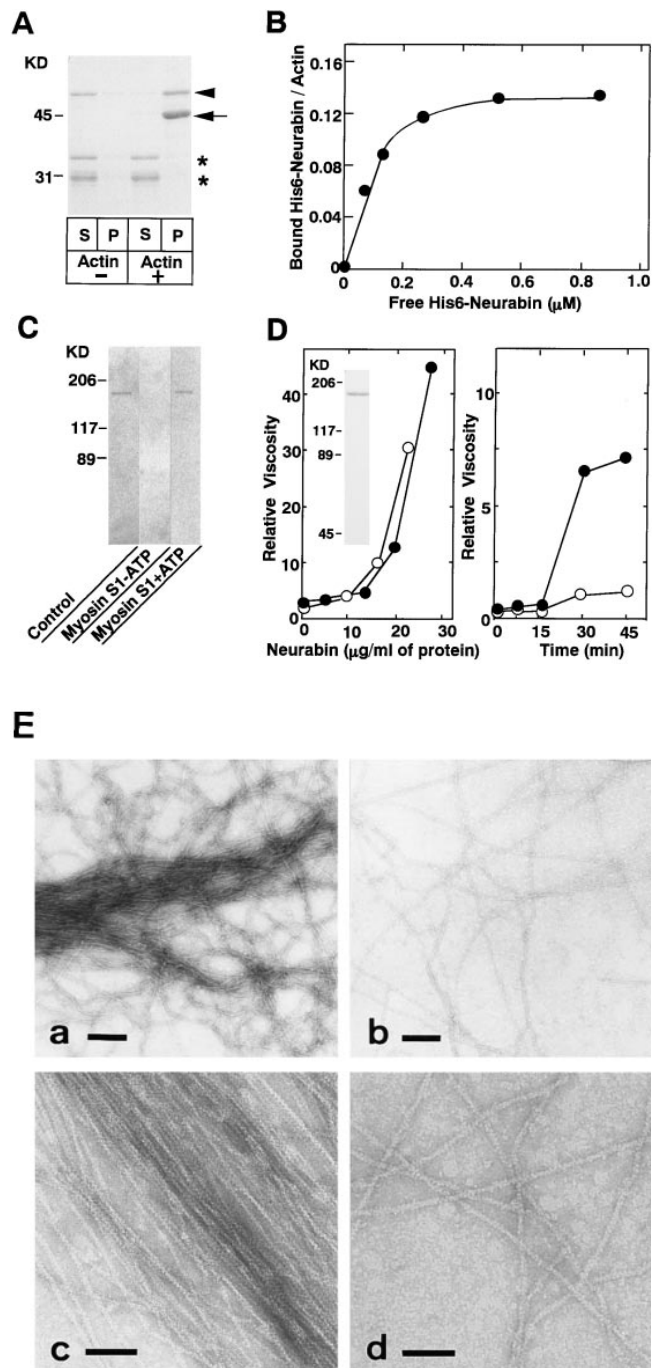 A
KD
45
31
*
*
S P S P
Actin Actin
− +
B
Bound His6-Neurabin / Actin
0.16
0.12
0.08
0.04
0
0 0.2 0.4 0.6 0.8 1.0
Free His6-Neurabin (μM)
C
KD
206
117
89
Control
Myosin S1-ATP
Myosin S1+ATP
D
Relative Viscosity
40
30
20
10
0
KD
206
117
89
45
0 10 20 30
Neurabin (μg/ml of protein)
Relative Viscosity
10
5
0
0 15 30 45
Time (min)
E
a
b
c
d